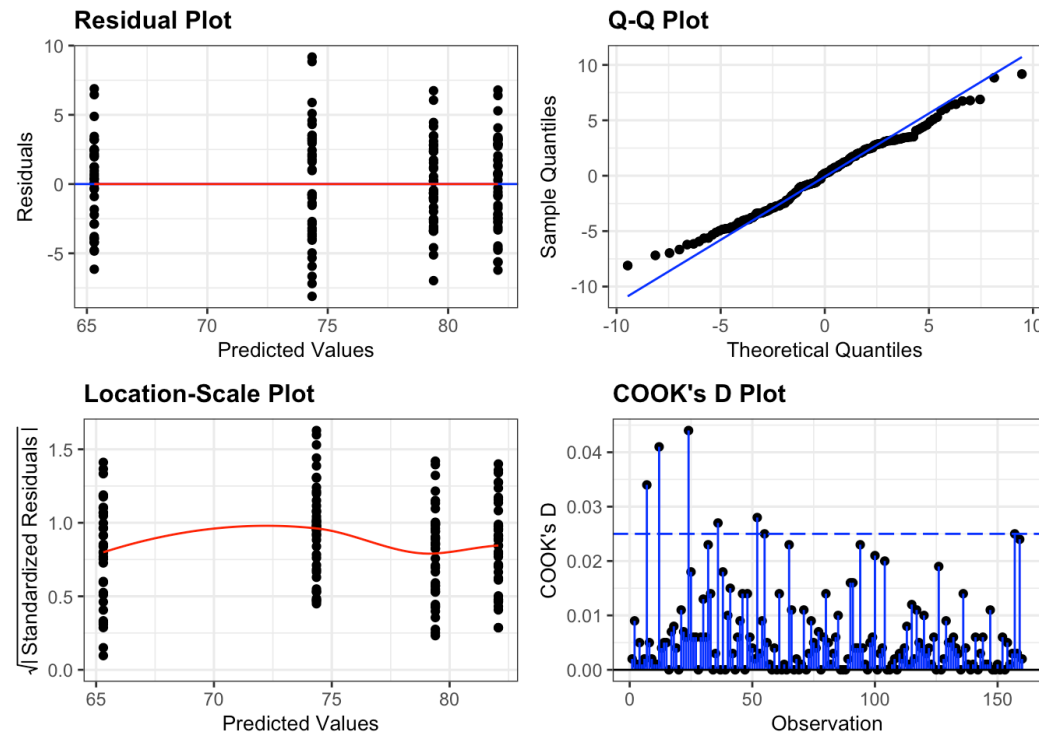 Residual Plot
10
5
0
-5
65
70
75
80
Residuals
Predicted Values
Q-Q Plot
10
5
0
-5
-10
-10
-5
0
5
10
Sample Quantiles
Theoretical Quantiles
Location-Scale Plot
1.5
1.0
0.5
0.0
65
70
75
80
√| Standardized Residuals |
Predicted Values
COOK's D Plot
0.04
0.03
0.02
0.01
0.00
0
50
100
150
COOK's D
Observation